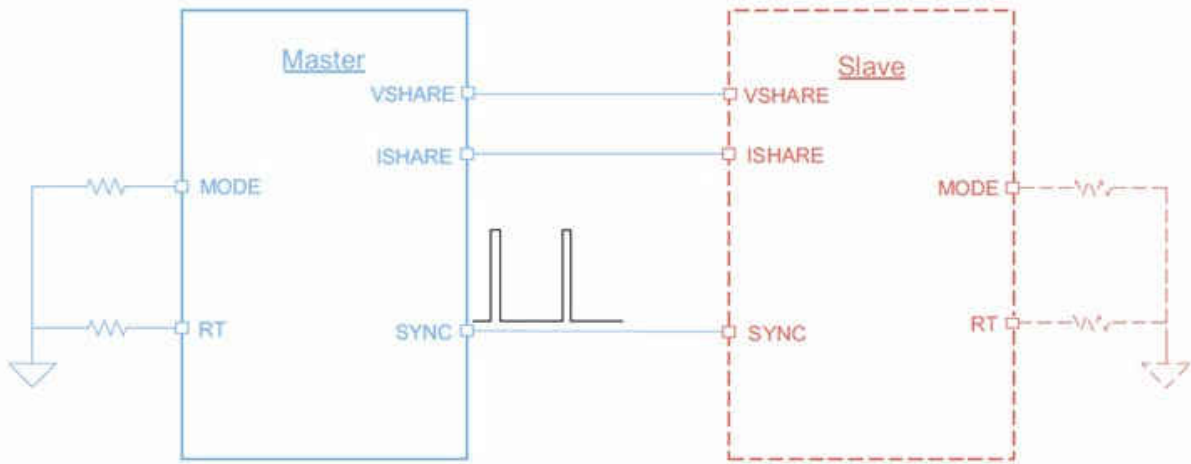 Master
VSHARE
ISHARE
MODE
RT
SYNC
Slave
VSHARE
ISHARE
MODE
RT
SYNC